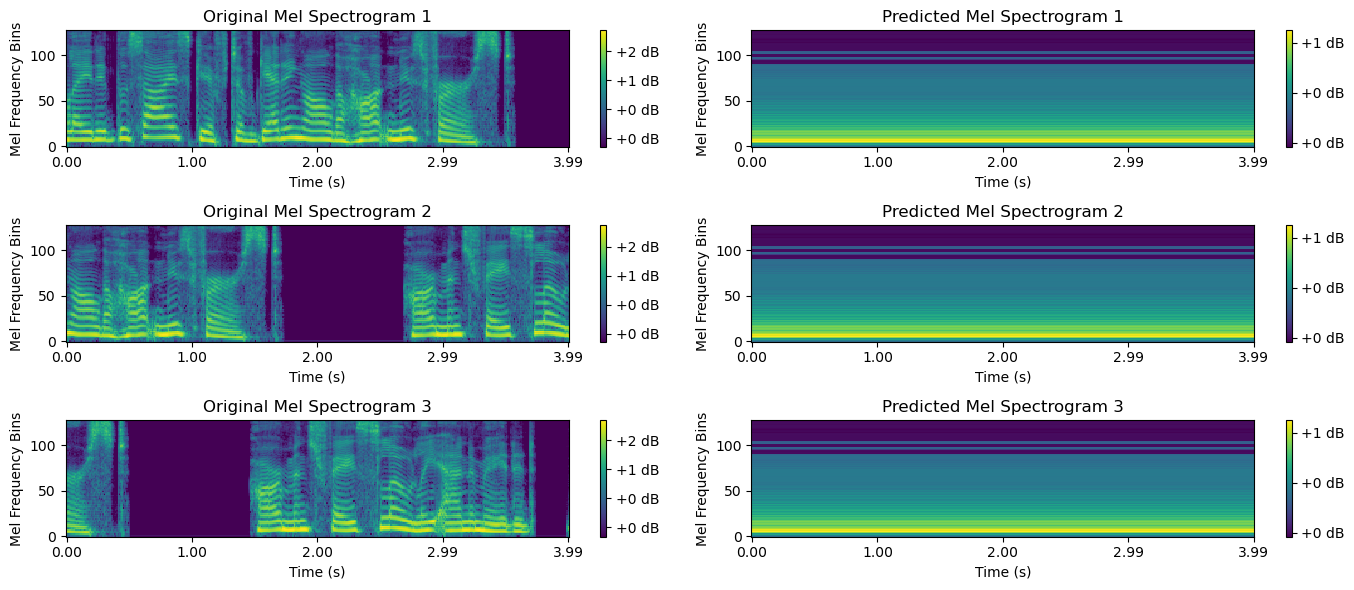 Original Mel Spectrogram 1
Predicted Mel Spectrogram 1
Mel Frequency Bins
100
50
0
0.00 1.00 2.00 2.99 3.99
Time (s)
+2 dB
+1 dB
+0 dB
+0 dB
Mel Frequency Bins
100
50
0
0.00 1.00 2.00 2.99 3.99
Time (s)
+1 dB
+0 dB
+0 dB
Original Mel Spectrogram 2
Predicted Mel Spectrogram 2
Mel Frequency Bins
100
50
0
0.00 1.00 2.00 2.99 3.99
Time (s)
+2 dB
+1 dB
+0 dB
+0 dB
Mel Frequency Bins
100
50
0
0.00 1.00 2.00 2.99 3.99
Time (s)
+1 dB
+0 dB
+0 dB
Original Mel Spectrogram 3
Predicted Mel Spectrogram 3
Mel Frequency Bins
100
50
0
0.00 1.00 2.00 2.99 3.99
Time (s)
+2 dB
+1 dB
+0 dB
+0 dB
Mel Frequency Bins
100
50
0
0.00 1.00 2.00 2.99 3.99
Time (s)
+1 dB
+0 dB
+0 dB